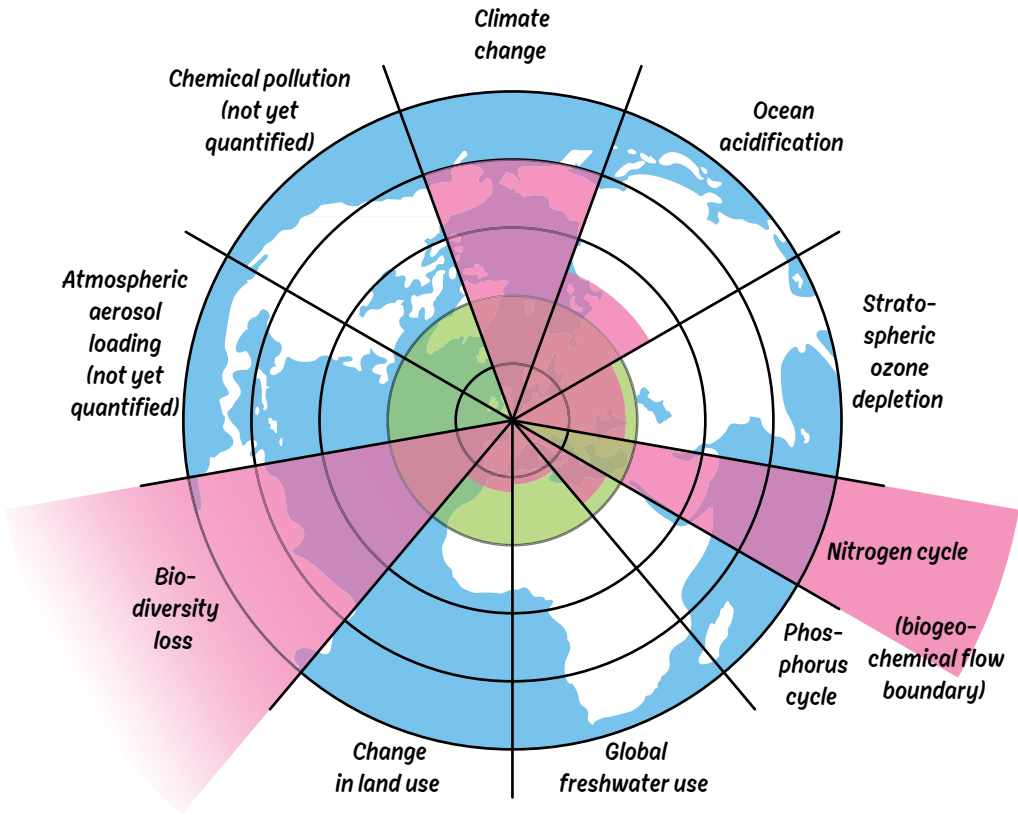 Climate
change
Ocean
acidification
Strato-
spheric
ozone
depletion
Nitrogen cycle
(biogeo-
chemical flow
boundary)
Phos-
phorus
cycle
Global
freshwater use
Change
in land use
Bio-
diversity
loss
Atmospheric
aerosol
loading
(not yet
quantified)
Chemical pollution
(not yet
quantified)